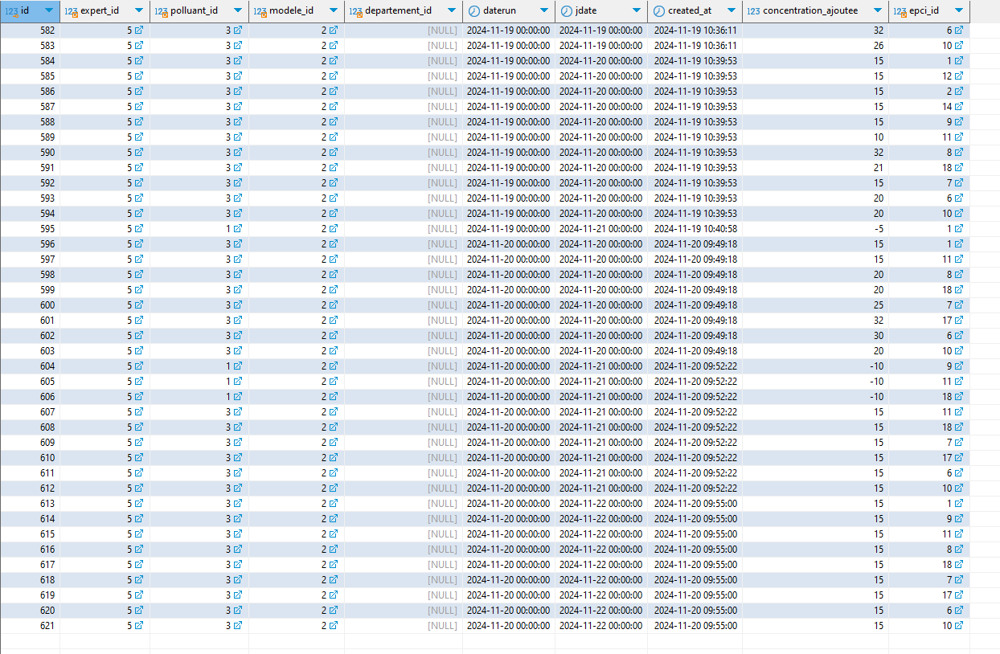 123 id 123 expert_id 123 polluant_id 123 modele_id 123 departement_id daterun jdate created_at 123 concentration_ajoutee 123 epci_id
582 5 3 2 [NULL] 2024-11-19 00:00:00 2024-11-19 00:00:00 2024-11-19 10:36:11 32 6
583 5 3 2 [NULL] 2024-11-19 00:00:00 2024-11-19 00:00:00 2024-11-19 10:36:11 26 10
584 5 3 2 [NULL] 2024-11-19 00:00:00 2024-11-20 00:00:00 2024-11-19 10:39:53 15 1
585 5 3 2 [NULL] 2024-11-19 00:00:00 2024-11-20 00:00:00 2024-11-19 10:39:53 15 12
586 5 3 2 [NULL] 2024-11-19 00:00:00 2024-11-20 00:00:00 2024-11-19 10:39:53 15 2
587 5 3 2 [NULL] 2024-11-19 00:00:00 2024-11-20 00:00:00 2024-11-19 10:39:53 15 14
588 5 3 2 [NULL] 2024-11-19 00:00:00 2024-11-20 00:00:00 2024-11-19 10:39:53 15 9
589 5 3 2 [NULL] 2024-11-19 00:00:00 2024-11-20 00:00:00 2024-11-19 10:39:53 10 11
590 5 3 2 [NULL] 2024-11-19 00:00:00 2024-11-20 00:00:00 2024-11-19 10:39:53 32 8
591 5 3 2 [NULL] 2024-11-19 00:00:00 2024-11-20 00:00:00 2024-11-19 10:39:53 21 18
592 5 3 2 [NULL] 2024-11-19 00:00:00 2024-11-20 00:00:00 2024-11-19 10:39:53 15 7
593 5 3 2 [NULL] 2024-11-19 00:00:00 2024-11-20 00:00:00 2024-11-19 10:39:53 20 6
594 5 3 2 [NULL] 2024-11-19 00:00:00 2024-11-20 00:00:00 2024-11-19 10:39:53 20 10
595 5 1 2 [NULL] 2024-11-19 00:00:00 2024-11-21 00:00:00 2024-11-19 10:40:58 -5 1
596 5 3 2 [NULL] 2024-11-20 00:00:00 2024-11-20 00:00:00 2024-11-20 09:49:18 15 1
597 5 3 2 [NULL] 2024-11-20 00:00:00 2024-11-20 00:00:00 2024-11-20 09:49:18 15 11
598 5 3 2 [NULL] 2024-11-20 00:00:00 2024-11-20 00:00:00 2024-11-20 09:49:18 20 8
599 5 3 2 [NULL] 2024-11-20 00:00:00 2024-11-20 00:00:00 2024-11-20 09:49:18 20 18
600 5 3 2 [NULL] 2024-11-20 00:00:00 2024-11-20 00:00:00 2024-11-20 09:49:18 25 7
601 5 3 2 [NULL] 2024-11-20 00:00:00 2024-11-20 00:00:00 2024-11-20 09:49:18 32 17
602 5 3 2 [NULL] 2024-11-20 00:00:00 2024-11-20 00:00:00 2024-11-20 09:49:18 30 6
603 5 3 2 [NULL] 2024-11-20 00:00:00 2024-11-20 00:00:00 2024-11-20 09:49:18 20 10
604 5 1 2 [NULL] 2024-11-20 00:00:00 2024-11-21 00:00:00 2024-11-20 09:52:22 -10 9
605 5 1 2 [NULL] 2024-11-20 00:00:00 2024-11-21 00:00:00 2024-11-20 09:52:22 -10 11
606 5 1 2 [NULL] 2024-11-20 00:00:00 2024-11-21 00:00:00 2024-11-20 09:52:22 -10 18
607 5 3 2 [NULL] 2024-11-20 00:00:00 2024-11-21 00:00:00 2024-11-20 09:52:22 15 11
608 5 3 2 [NULL] 2024-11-20 00:00:00 2024-11-21 00:00:00 2024-11-20 09:52:22 15 18
609 5 3 2 [NULL] 2024-11-20 00:00:00 2024-11-21 00:00:00 2024-11-20 09:52:22 15 7
610 5 3 2 [NULL] 2024-11-20 00:00:00 2024-11-21 00:00:00 2024-11-20 09:52:22 15 17
611 5 3 2 [NULL] 2024-11-20 00:00:00 2024-11-21 00:00:00 2024-11-20 09:52:22 15 6
612 5 3 2 [NULL] 2024-11-20 00:00:00 2024-11-21 00:00:00 2024-11-20 09:52:22 15 10
613 5 3 2 [NULL] 2024-11-20 00:00:00 2024-11-22 00:00:00 2024-11-20 09:55:00 15 1
614 5 3 2 [NULL] 2024-11-20 00:00:00 2024-11-22 00:00:00 2024-11-20 09:55:00 15 9
615 5 3 2 [NULL] 2024-11-20 00:00:00 2024-11-22 00:00:00 2024-11-20 09:55:00 15 11
616 5 3 2 [NULL] 2024-11-20 00:00:00 2024-11-22 00:00:00 2024-11-20 09:55:00 15 8
617 5 3 2 [NULL] 2024-11-20 00:00:00 2024-11-22 00:00:00 2024-11-20 09:55:00 15 18
618 5 3 2 [NULL] 2024-11-20 00:00:00 2024-11-22 00:00:00 2024-11-20 09:55:00 15 7
619 5 3 2 [NULL] 2024-11-20 00:00:00 2024-11-22 00:00:00 2024-11-20 09:55:00 15 17
620 5 3 2 [NULL] 2024-11-20 00:00:00 2024-11-22 00:00:00 2024-11-20 09:55:00 15 6
621 5 3 2 [NULL] 2024-11-20 00:00:00 2024-11-22 00:00:00 2024-11-20 09:55:00 15 10